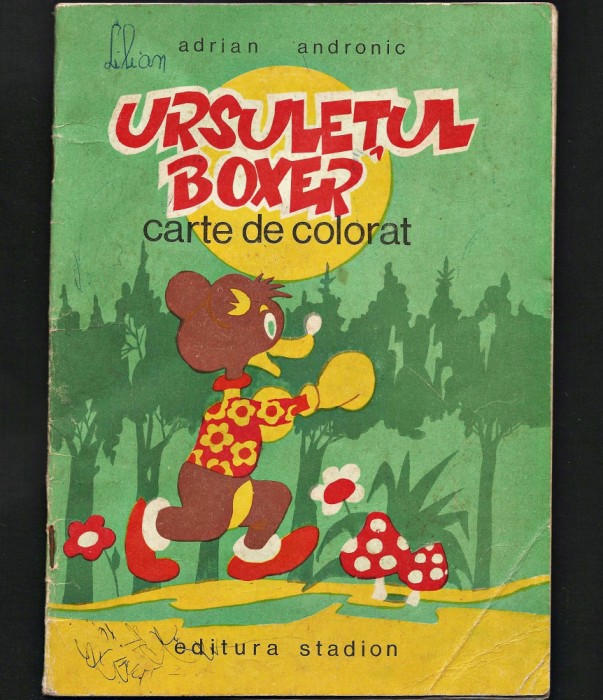 adrian andronic
Lilian
URSULEȚUL
BOXER
carte de colorat
editura stadion